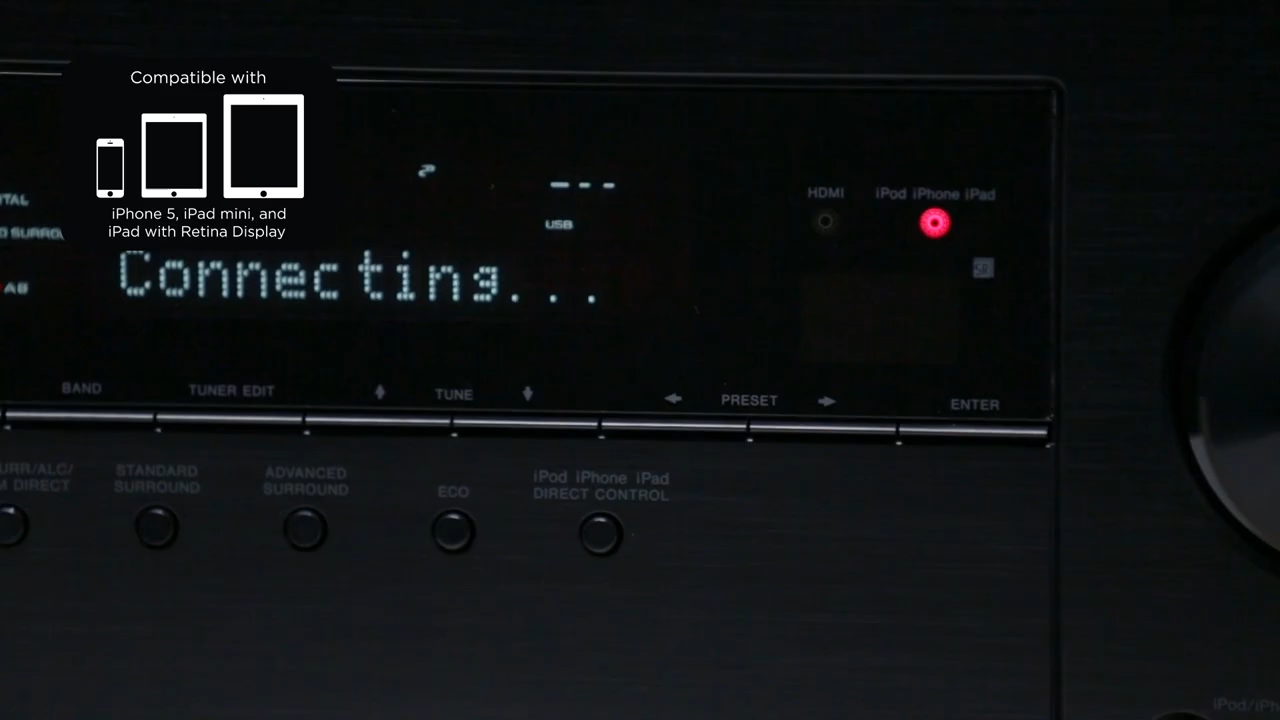 Compatible with
iPhone 5, iPad mini, and
iPad with Retina Display
HDMI
iPod iPhone iPad
USB
Connecting...
BAND
TUNER EDIT
TUNE
PRESET
ENTER
STANDARD
SURROUND
ADVANCED
SURROUND
ECO
iPod iPhone iPad
DIRECT CONTROL
DIRECT